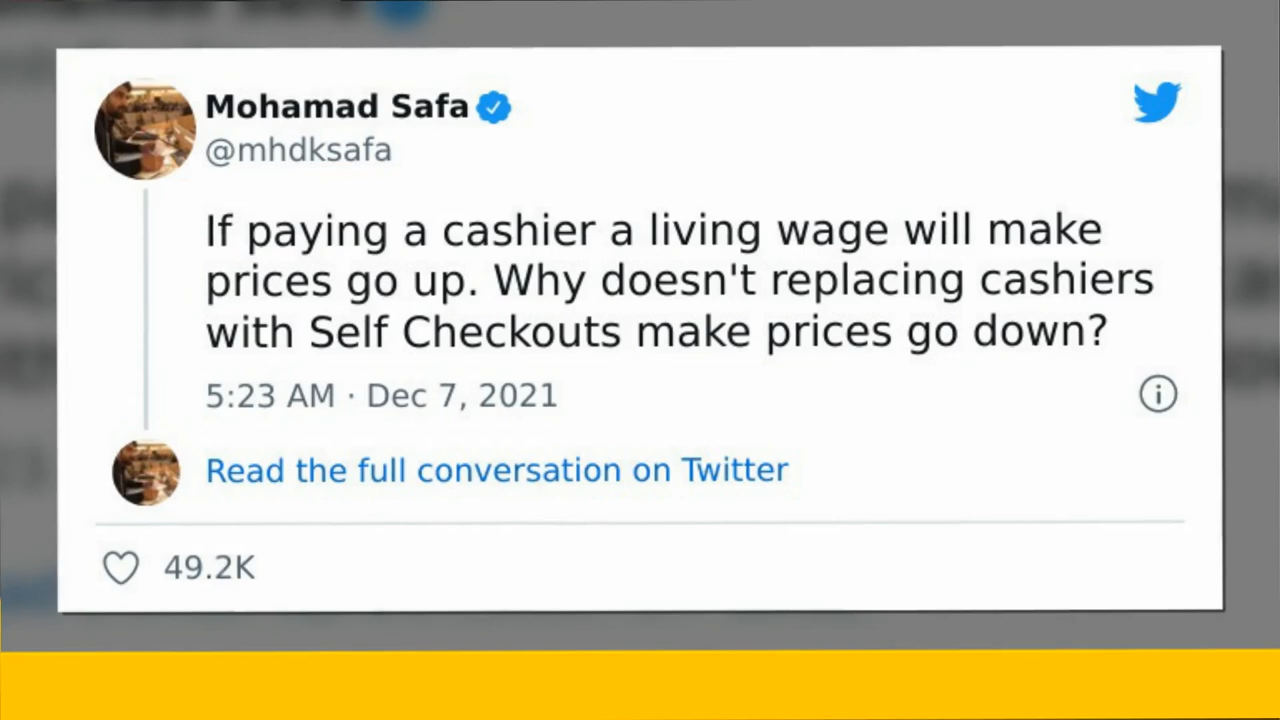 Mohamad Safa
@mhdksafa
If paying a cashier a living wage will make
prices go up. Why doesn't replacing cashiers
with Self Checkouts make prices go down?
5:23 AM · Dec 7, 2021
Read the full conversation on Twitter
49.2K